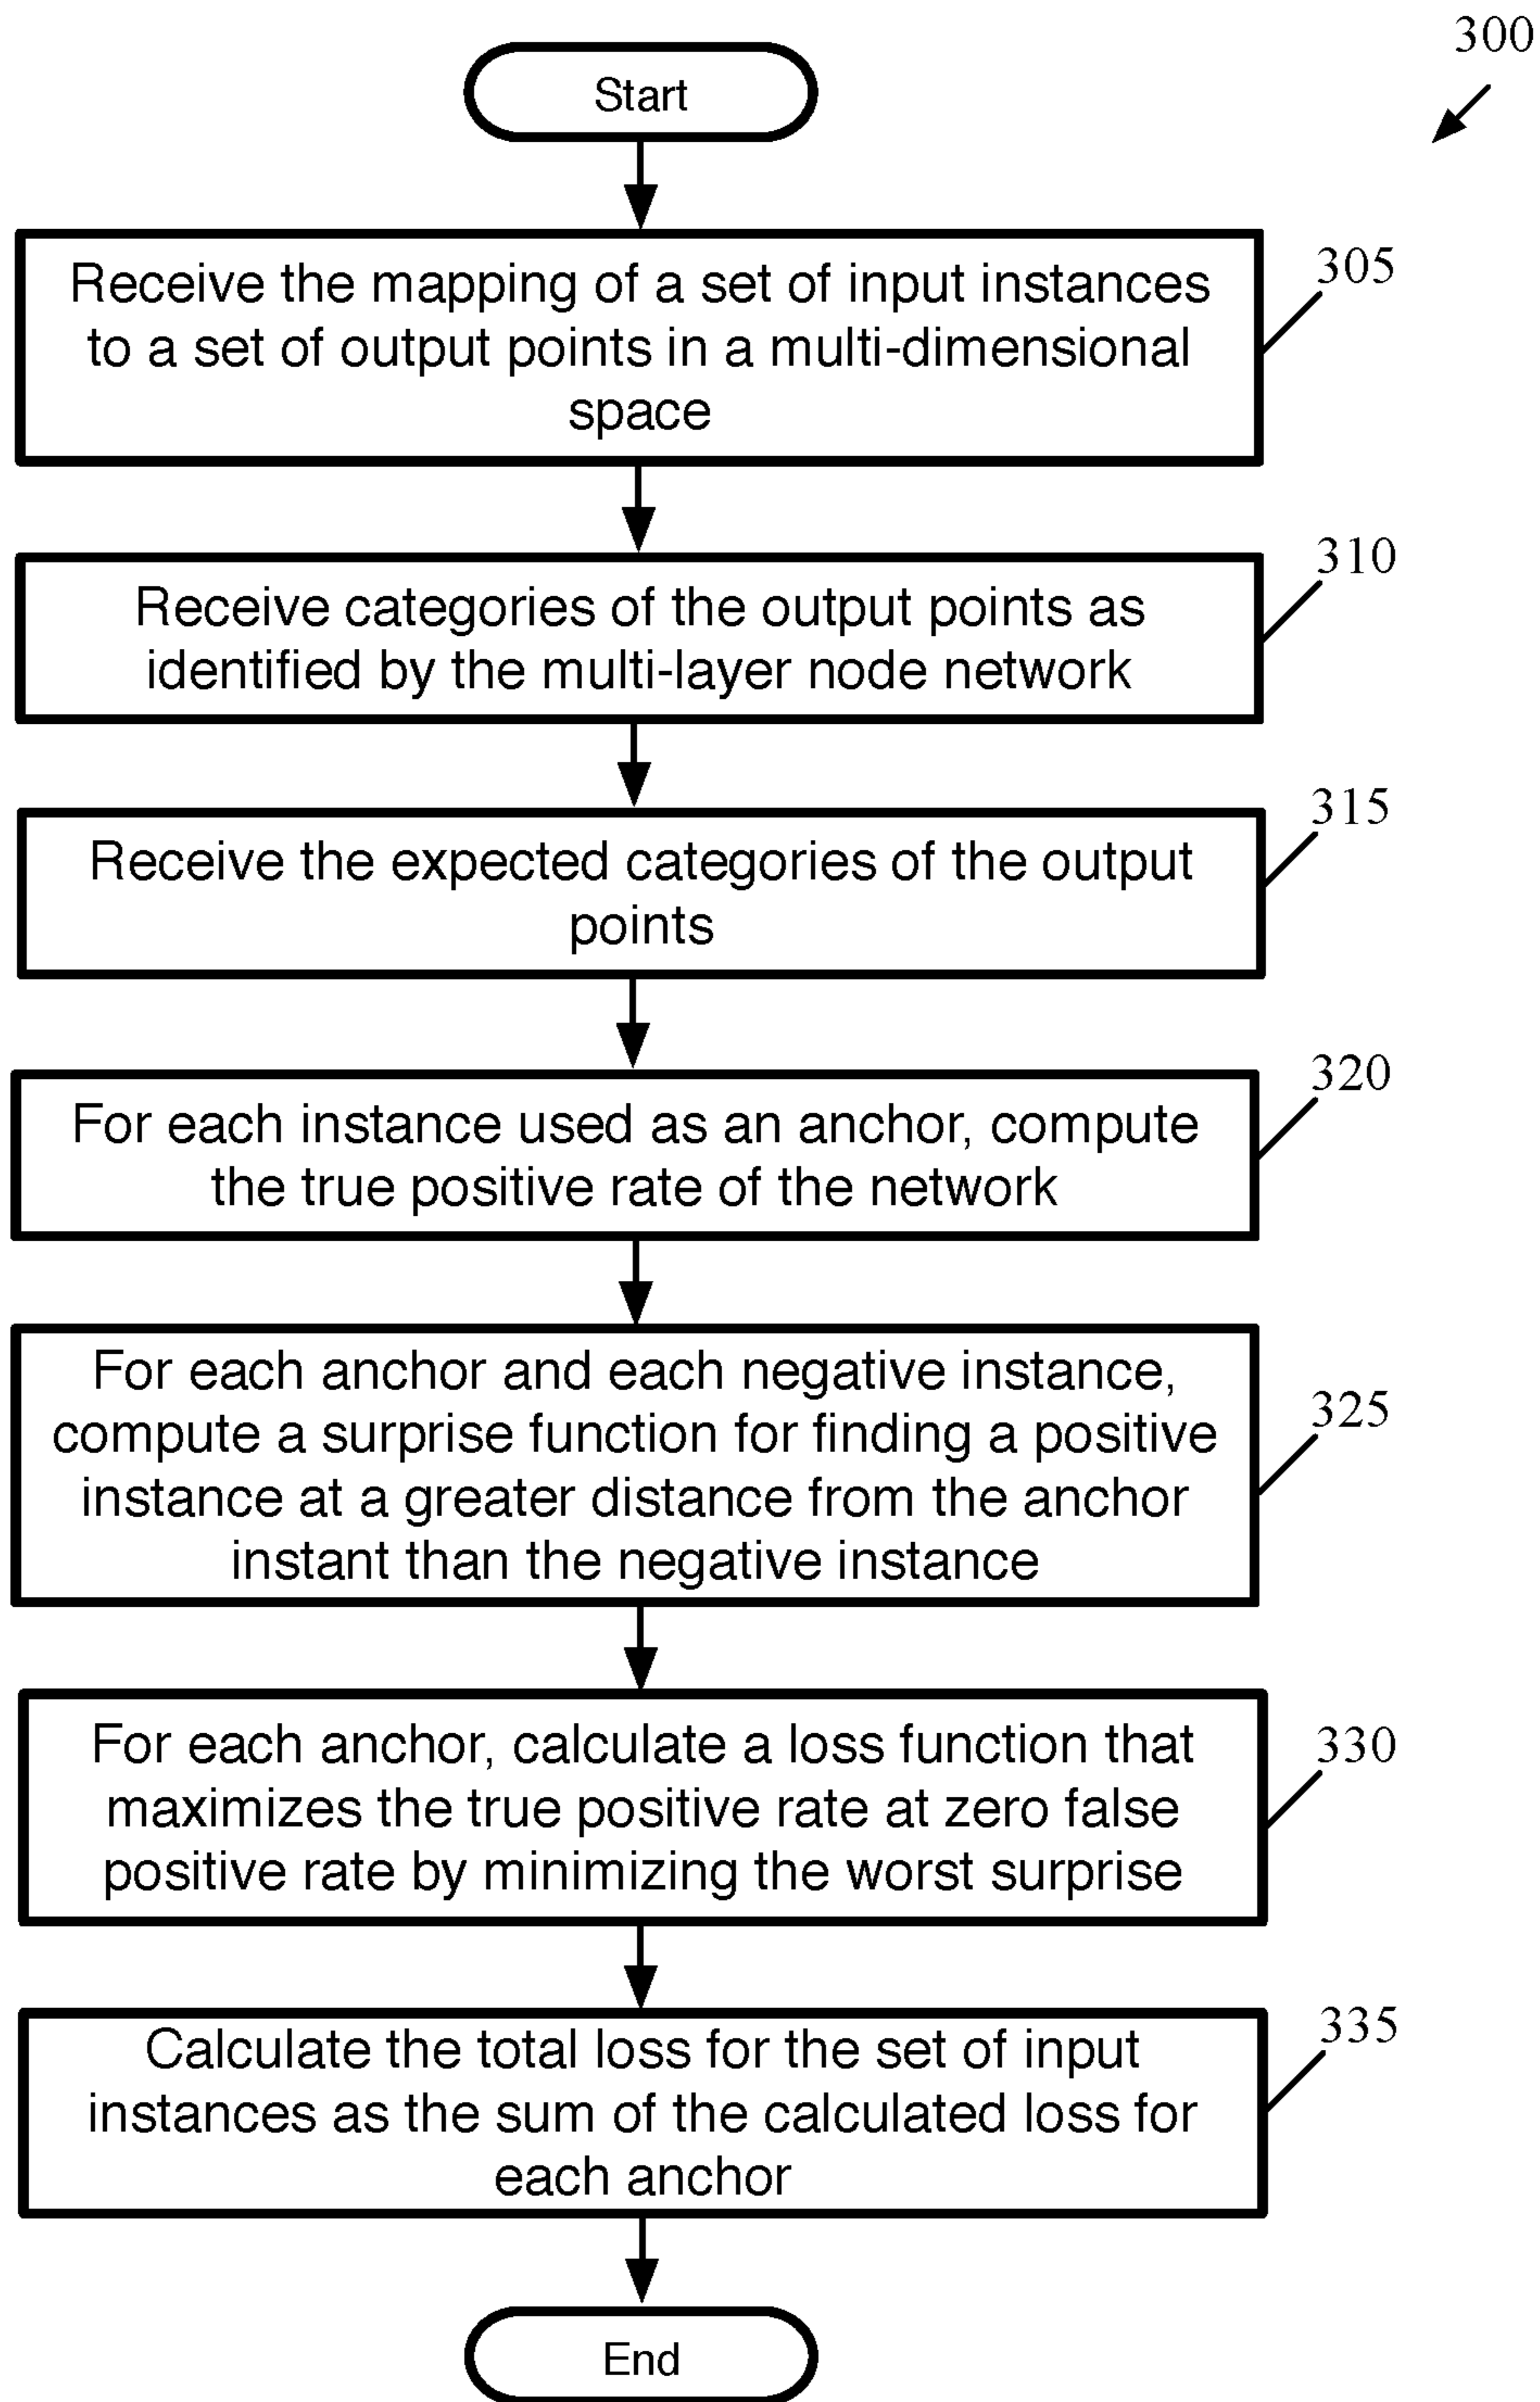 300
Start
Receive the mapping of a set of input instances
to a set of output points in a multi-dimensional
space
305
Receive categories of the output points as
identified by the multi-layer node network
310
Receive the expected categories of the output
points
315
For each instance used as an anchor, compute
the true positive rate of the network
320
For each anchor and each negative instance,
compute a surprise function for finding a positive
instance at a greater distance from the anchor
instant than the negative instance
325
For each anchor, calculate a loss function that
maximizes the true positive rate at zero false
positive rate by minimizing the worst surprise
330
Calculate the total loss for the set of input
instances as the sum of the calculated loss for
each anchor
335
End